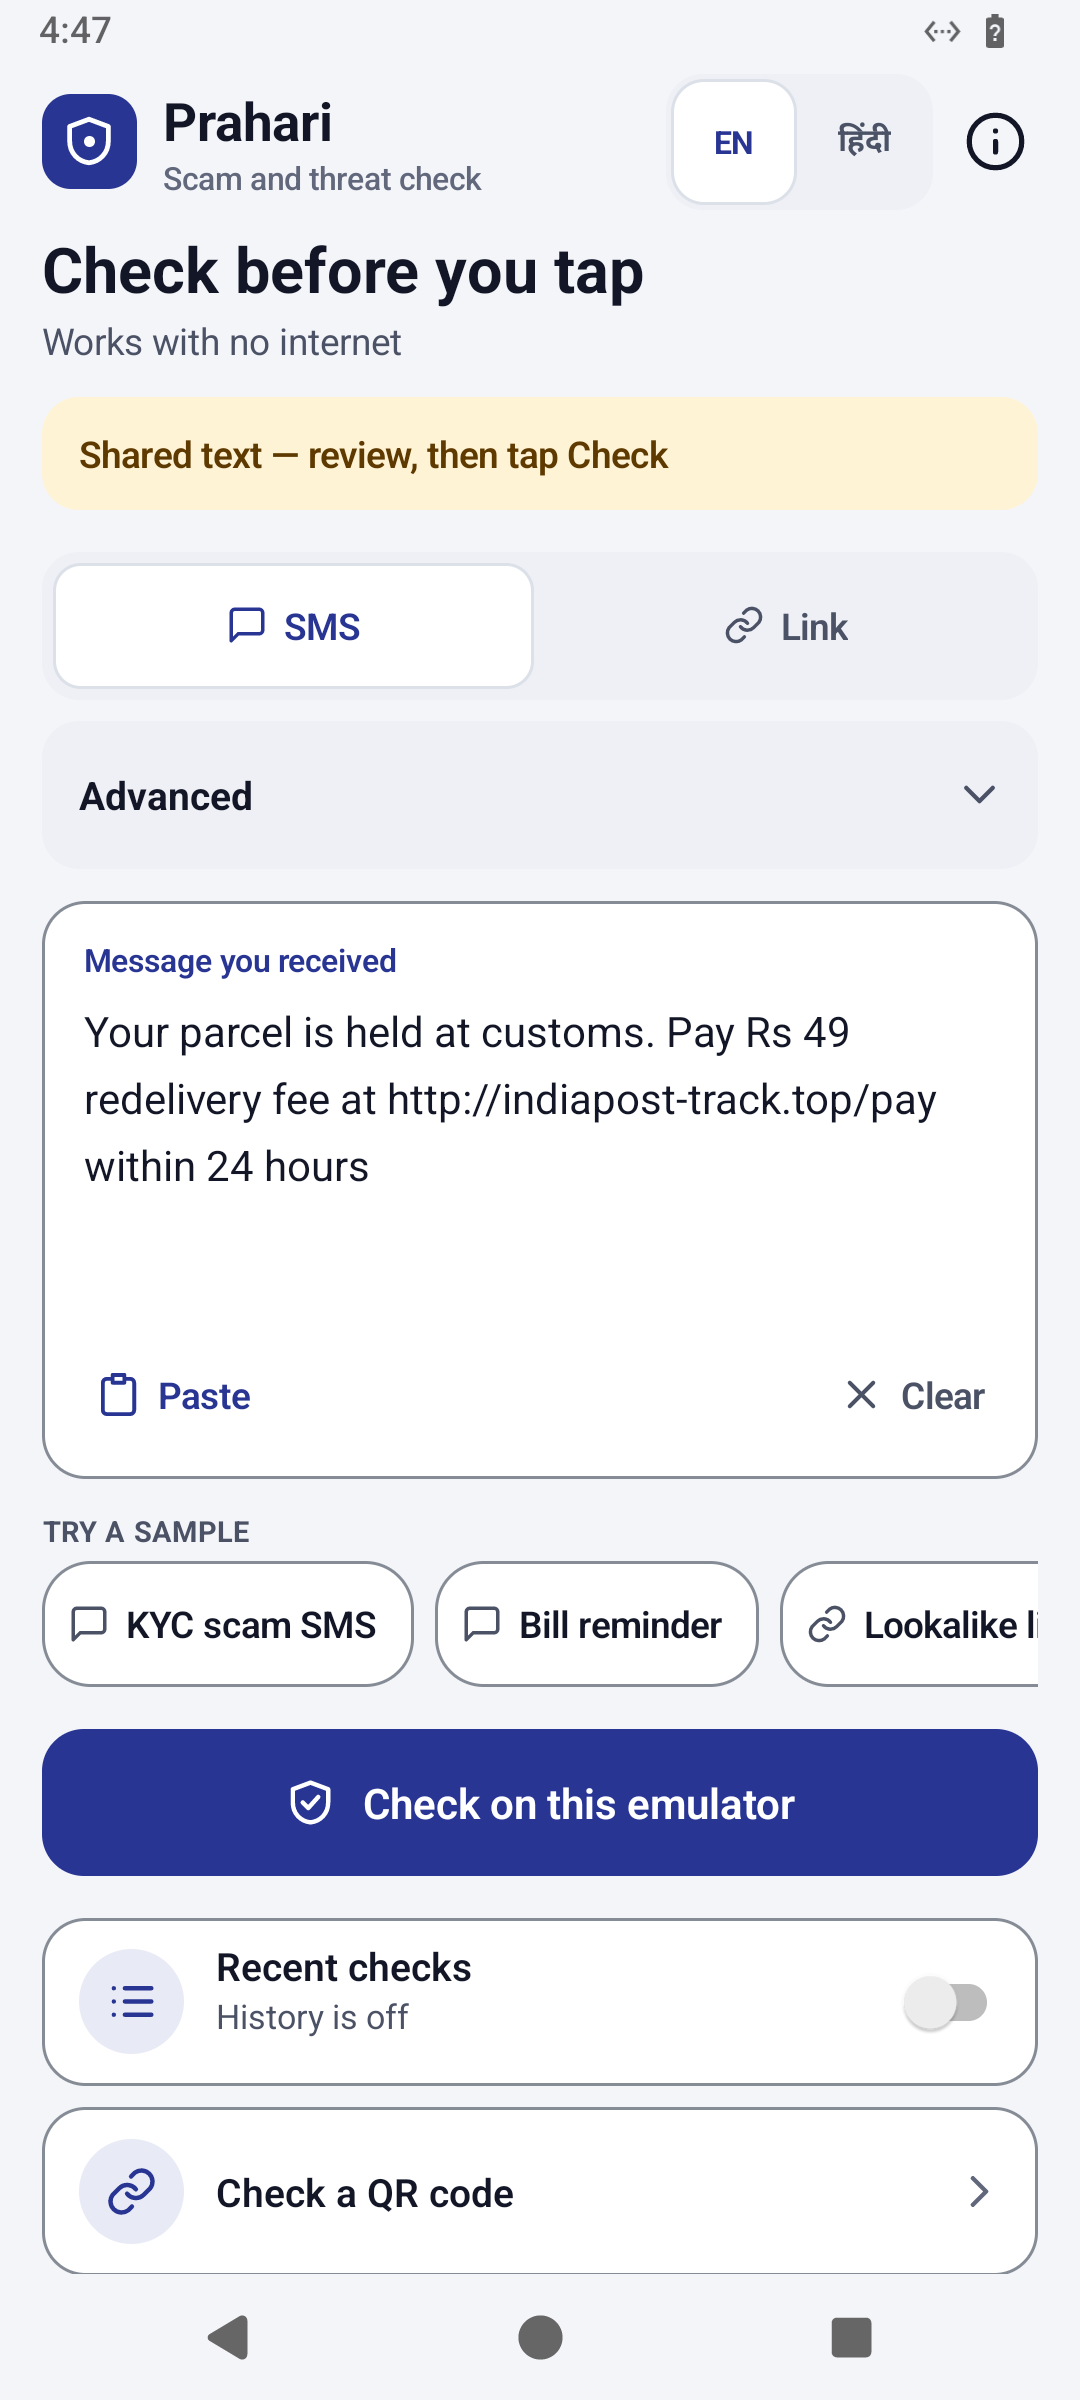 4:47
Prahari
Scam and threat check
EN
हिंदी
Check before you tap
Works with no internet
Shared text — review, then tap Check
SMS
Link
Advanced
Message you received
Your parcel is held at customs. Pay Rs 49
redelivery fee at http://indiapost-track.top/pay
within 24 hours
Paste
Clear
TRY A SAMPLE
KYC scam SMS
Bill reminder
Lookalike
Check on this emulator
Recent checks
History is off
Check a QR code